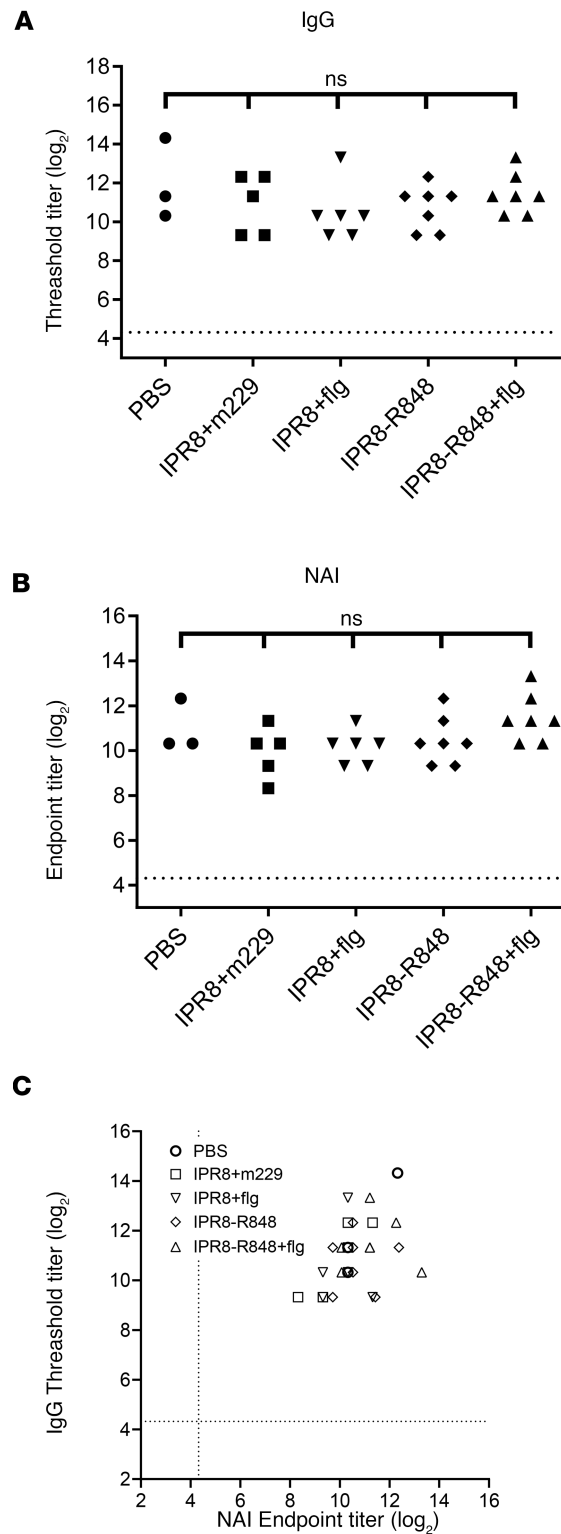 A
IgG
18
16
14
12
10
8
6
4
Threashold titer (log2)
ns
PBS
IPR8+m229
IPR8+flg
IPR8-R848
IPR8-R848+flg
B
NAI
16
14
12
10
8
6
4
Endpoint titer (log2)
ns
PBS
IPR8+m229
IPR8+flg
IPR8-R848
IPR8-R848+flg
C
16
14
12
10
8
6
4
2
IgG Threashold titer (log2)
PBS
IPR8+m229
IPR8+flg
IPR8-R848
IPR8-R848+flg
2 4 6 8 10 12 14 16
NAI Endpoint titer (log2)